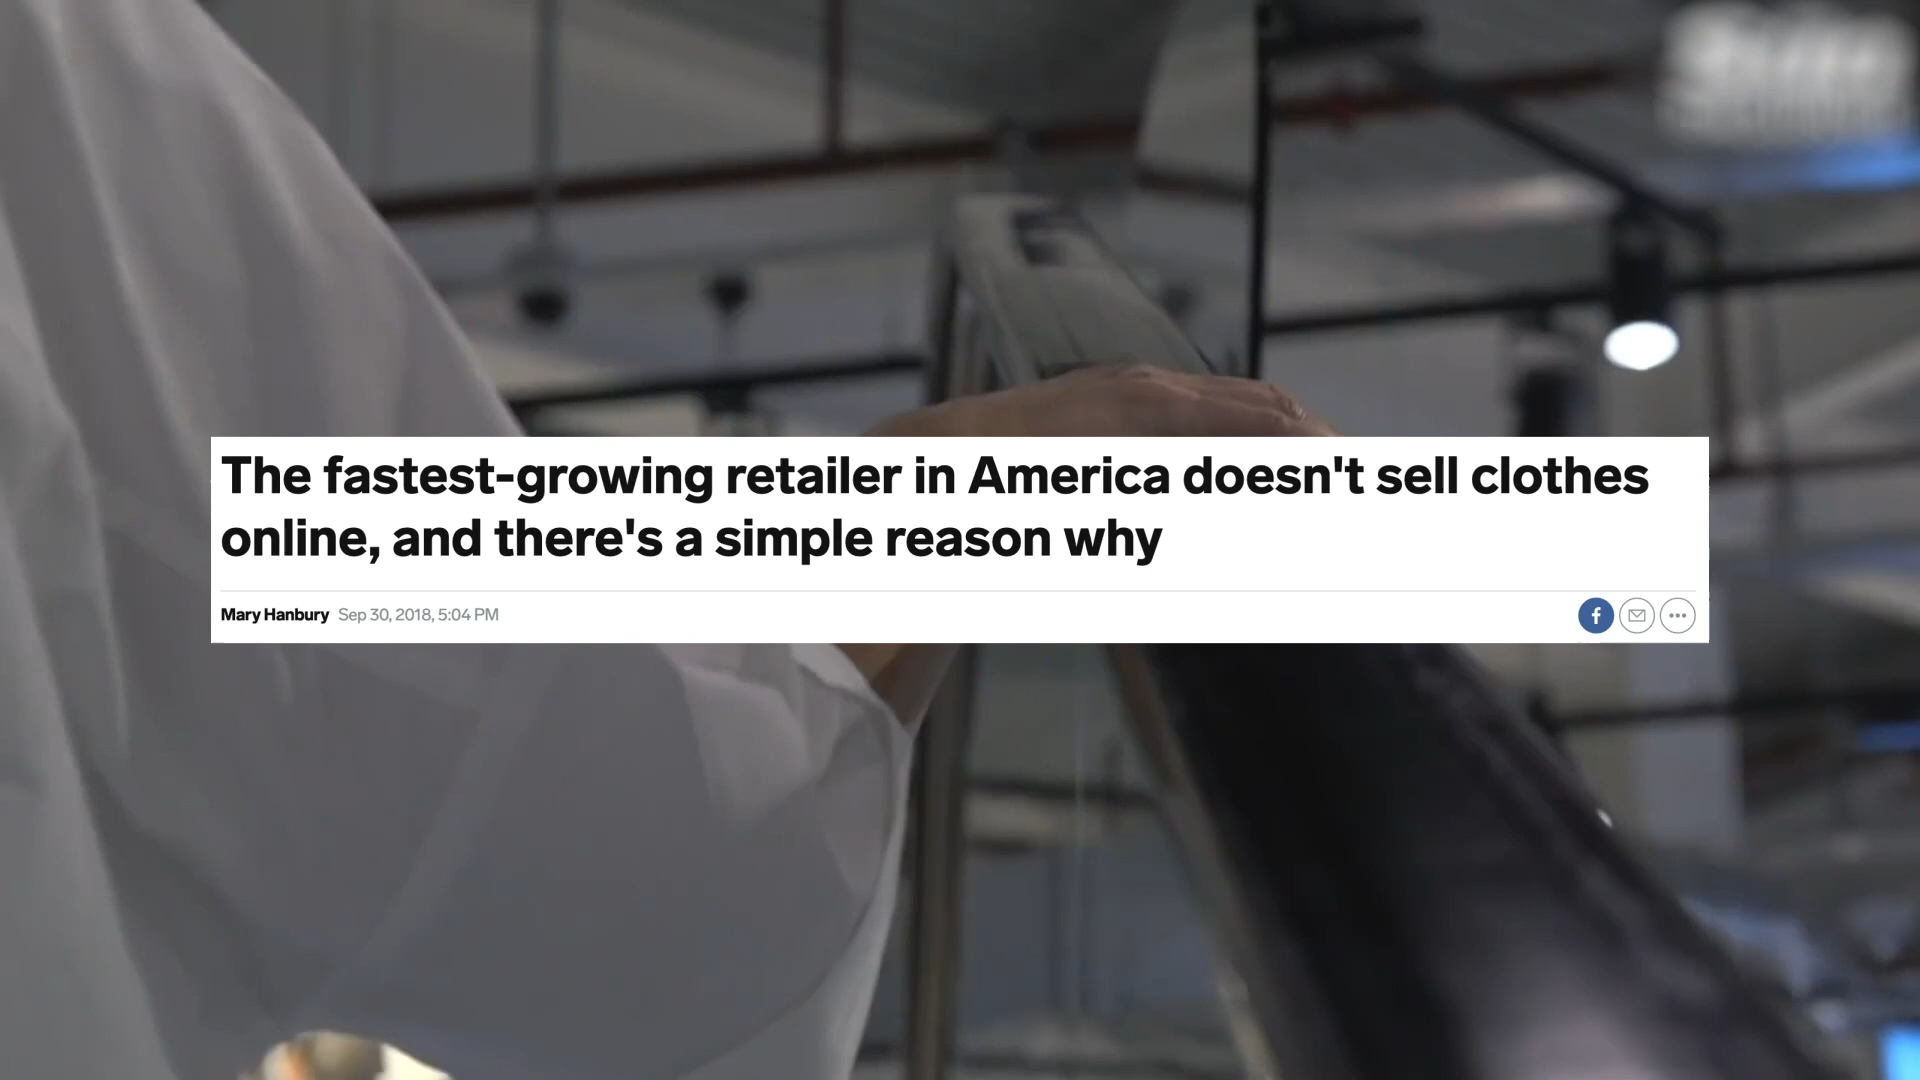 The fastest-growing retailer in America doesn't sell clothes
online, and there's a simple reason why
Mary Hanbury Sep 30, 2018, 5:04 PM